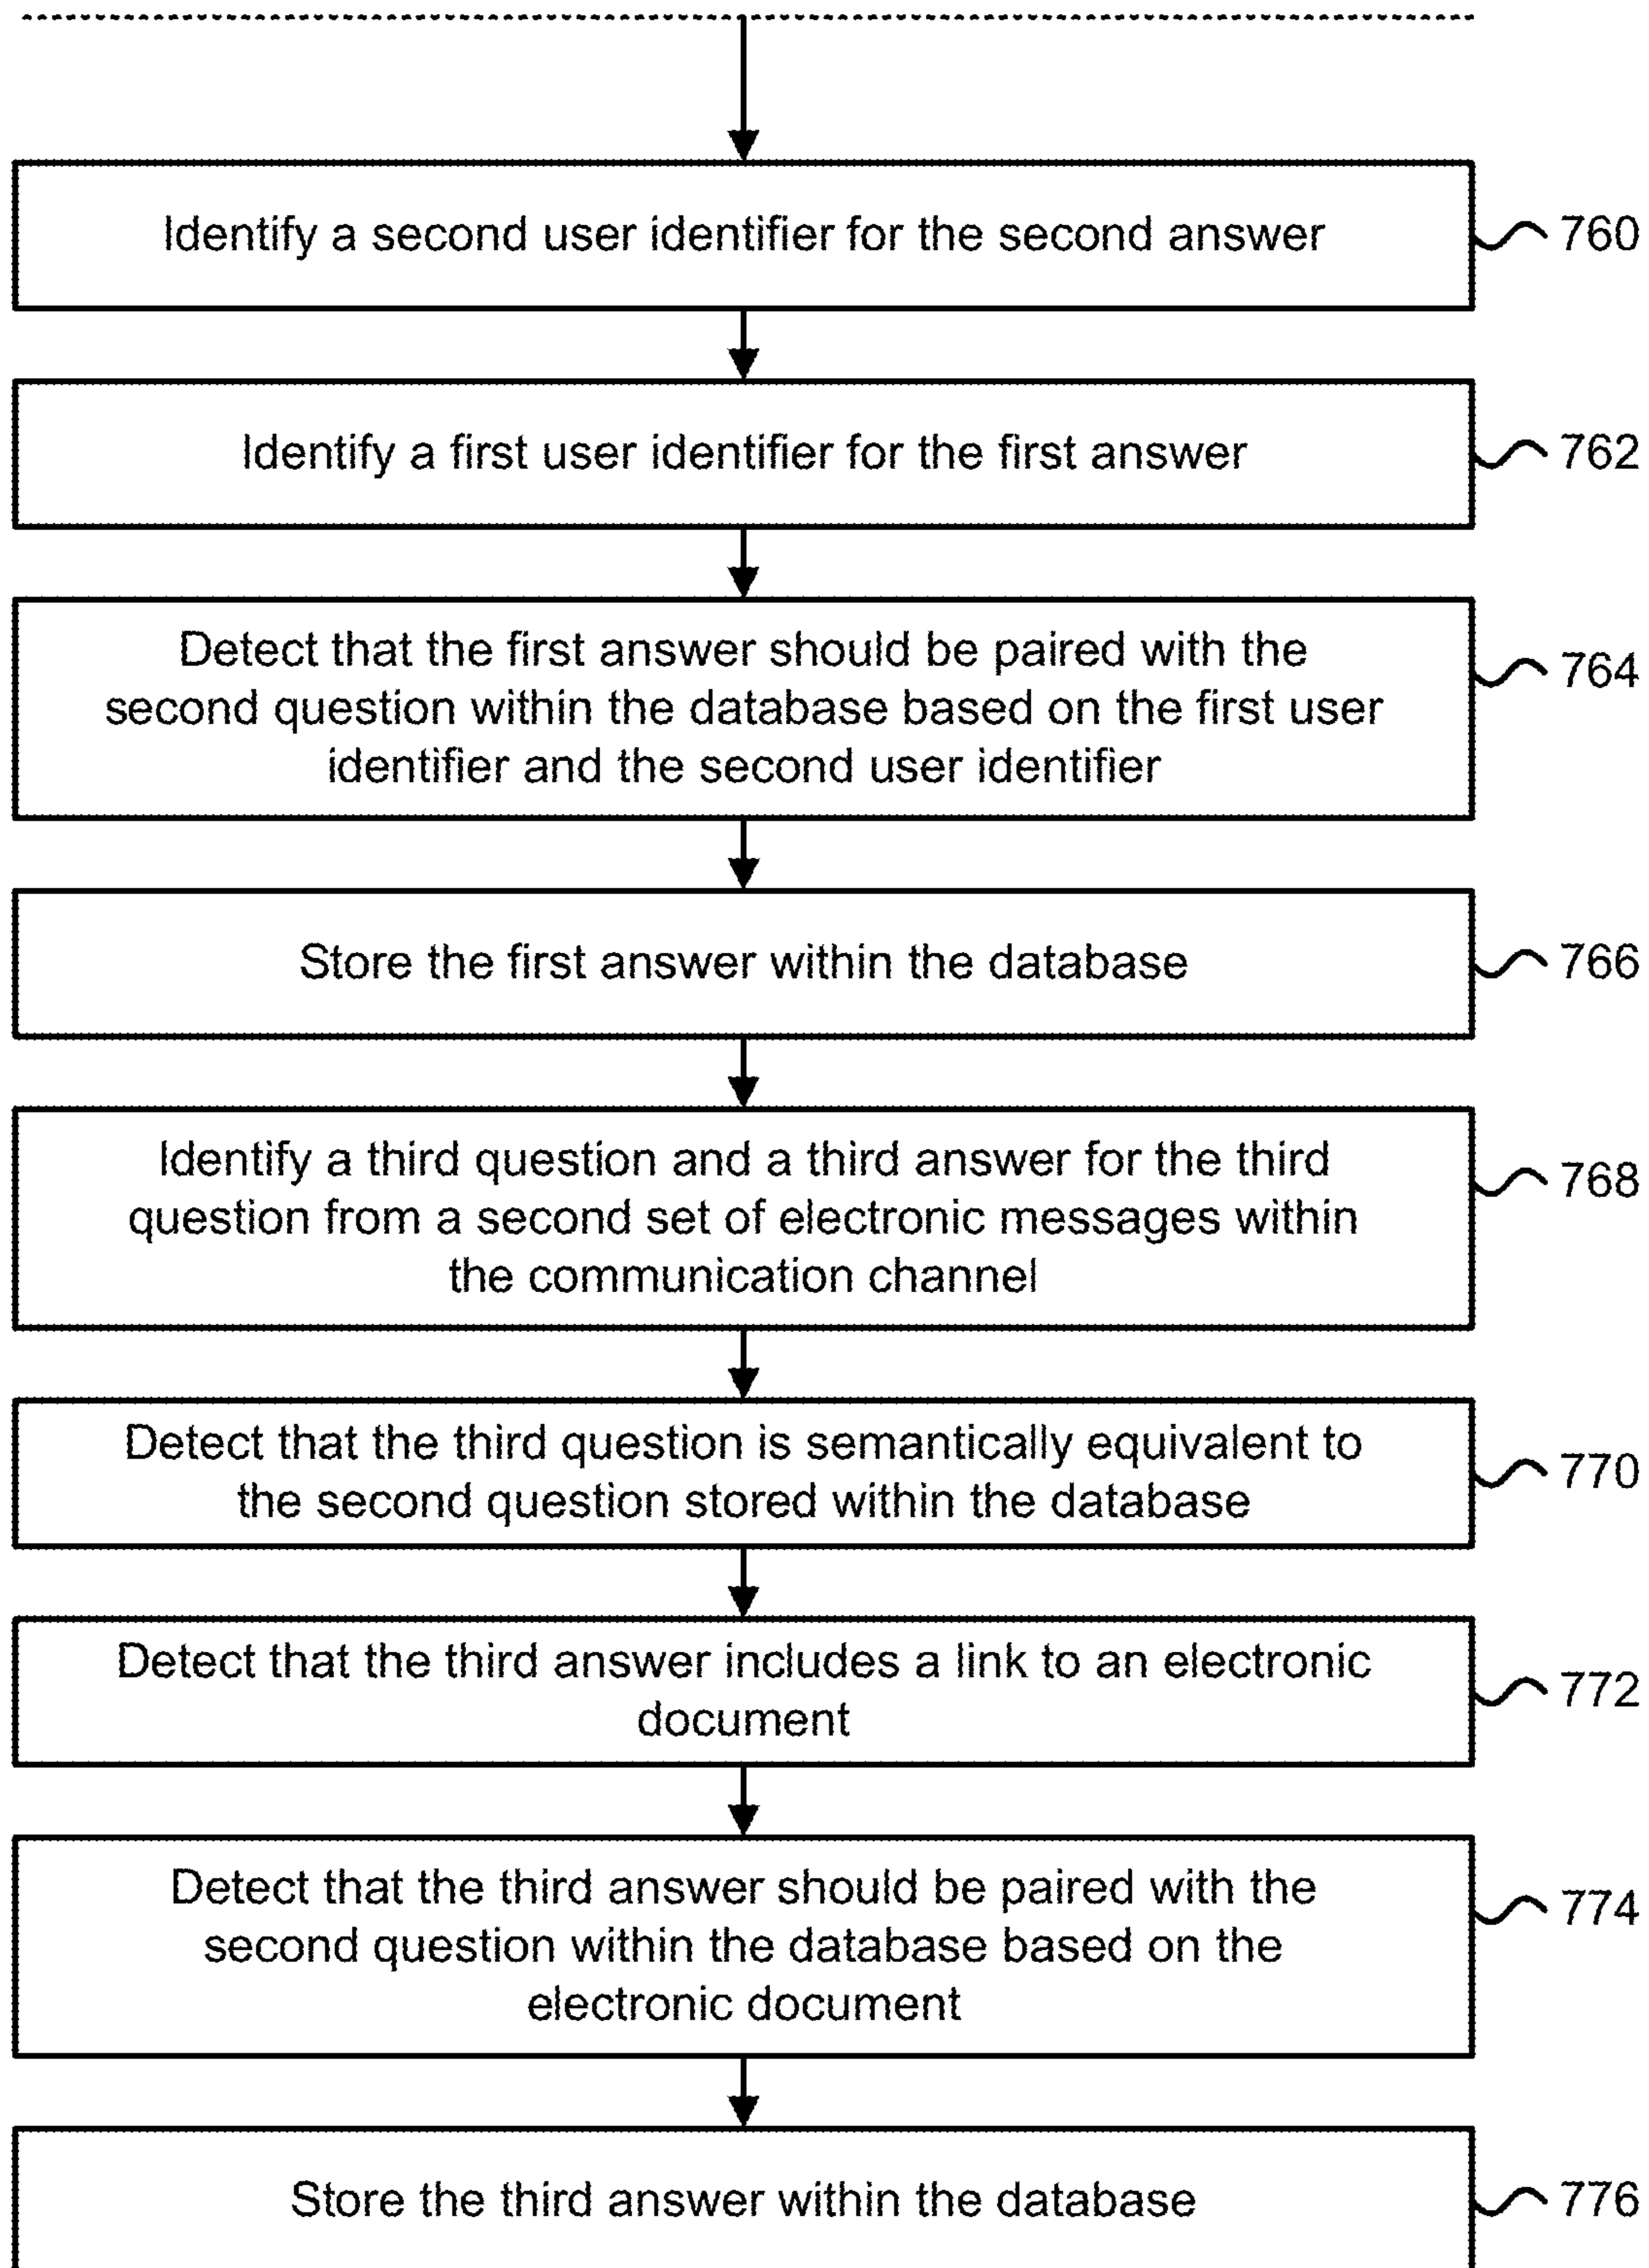 Identify a second user identifier for the second answer
760
Identify a first user identifier for the first answer
762
Detect that the first answer should be paired with the
second question within the database based on the first user
identifier and the second user identifier
764
Store the first answer within the database
766
Identify a third question and a third answer for the third
question from a second set of electronic messages within
the communication channel
768
Detect that the third question is semantically equivalent to
the second question stored within the database
770
Detect that the third answer includes a link to an electronic
document
772
Detect that the third answer should be paired with the
second question within the database based on the
electronic document
774
Store the third answer within the database
776